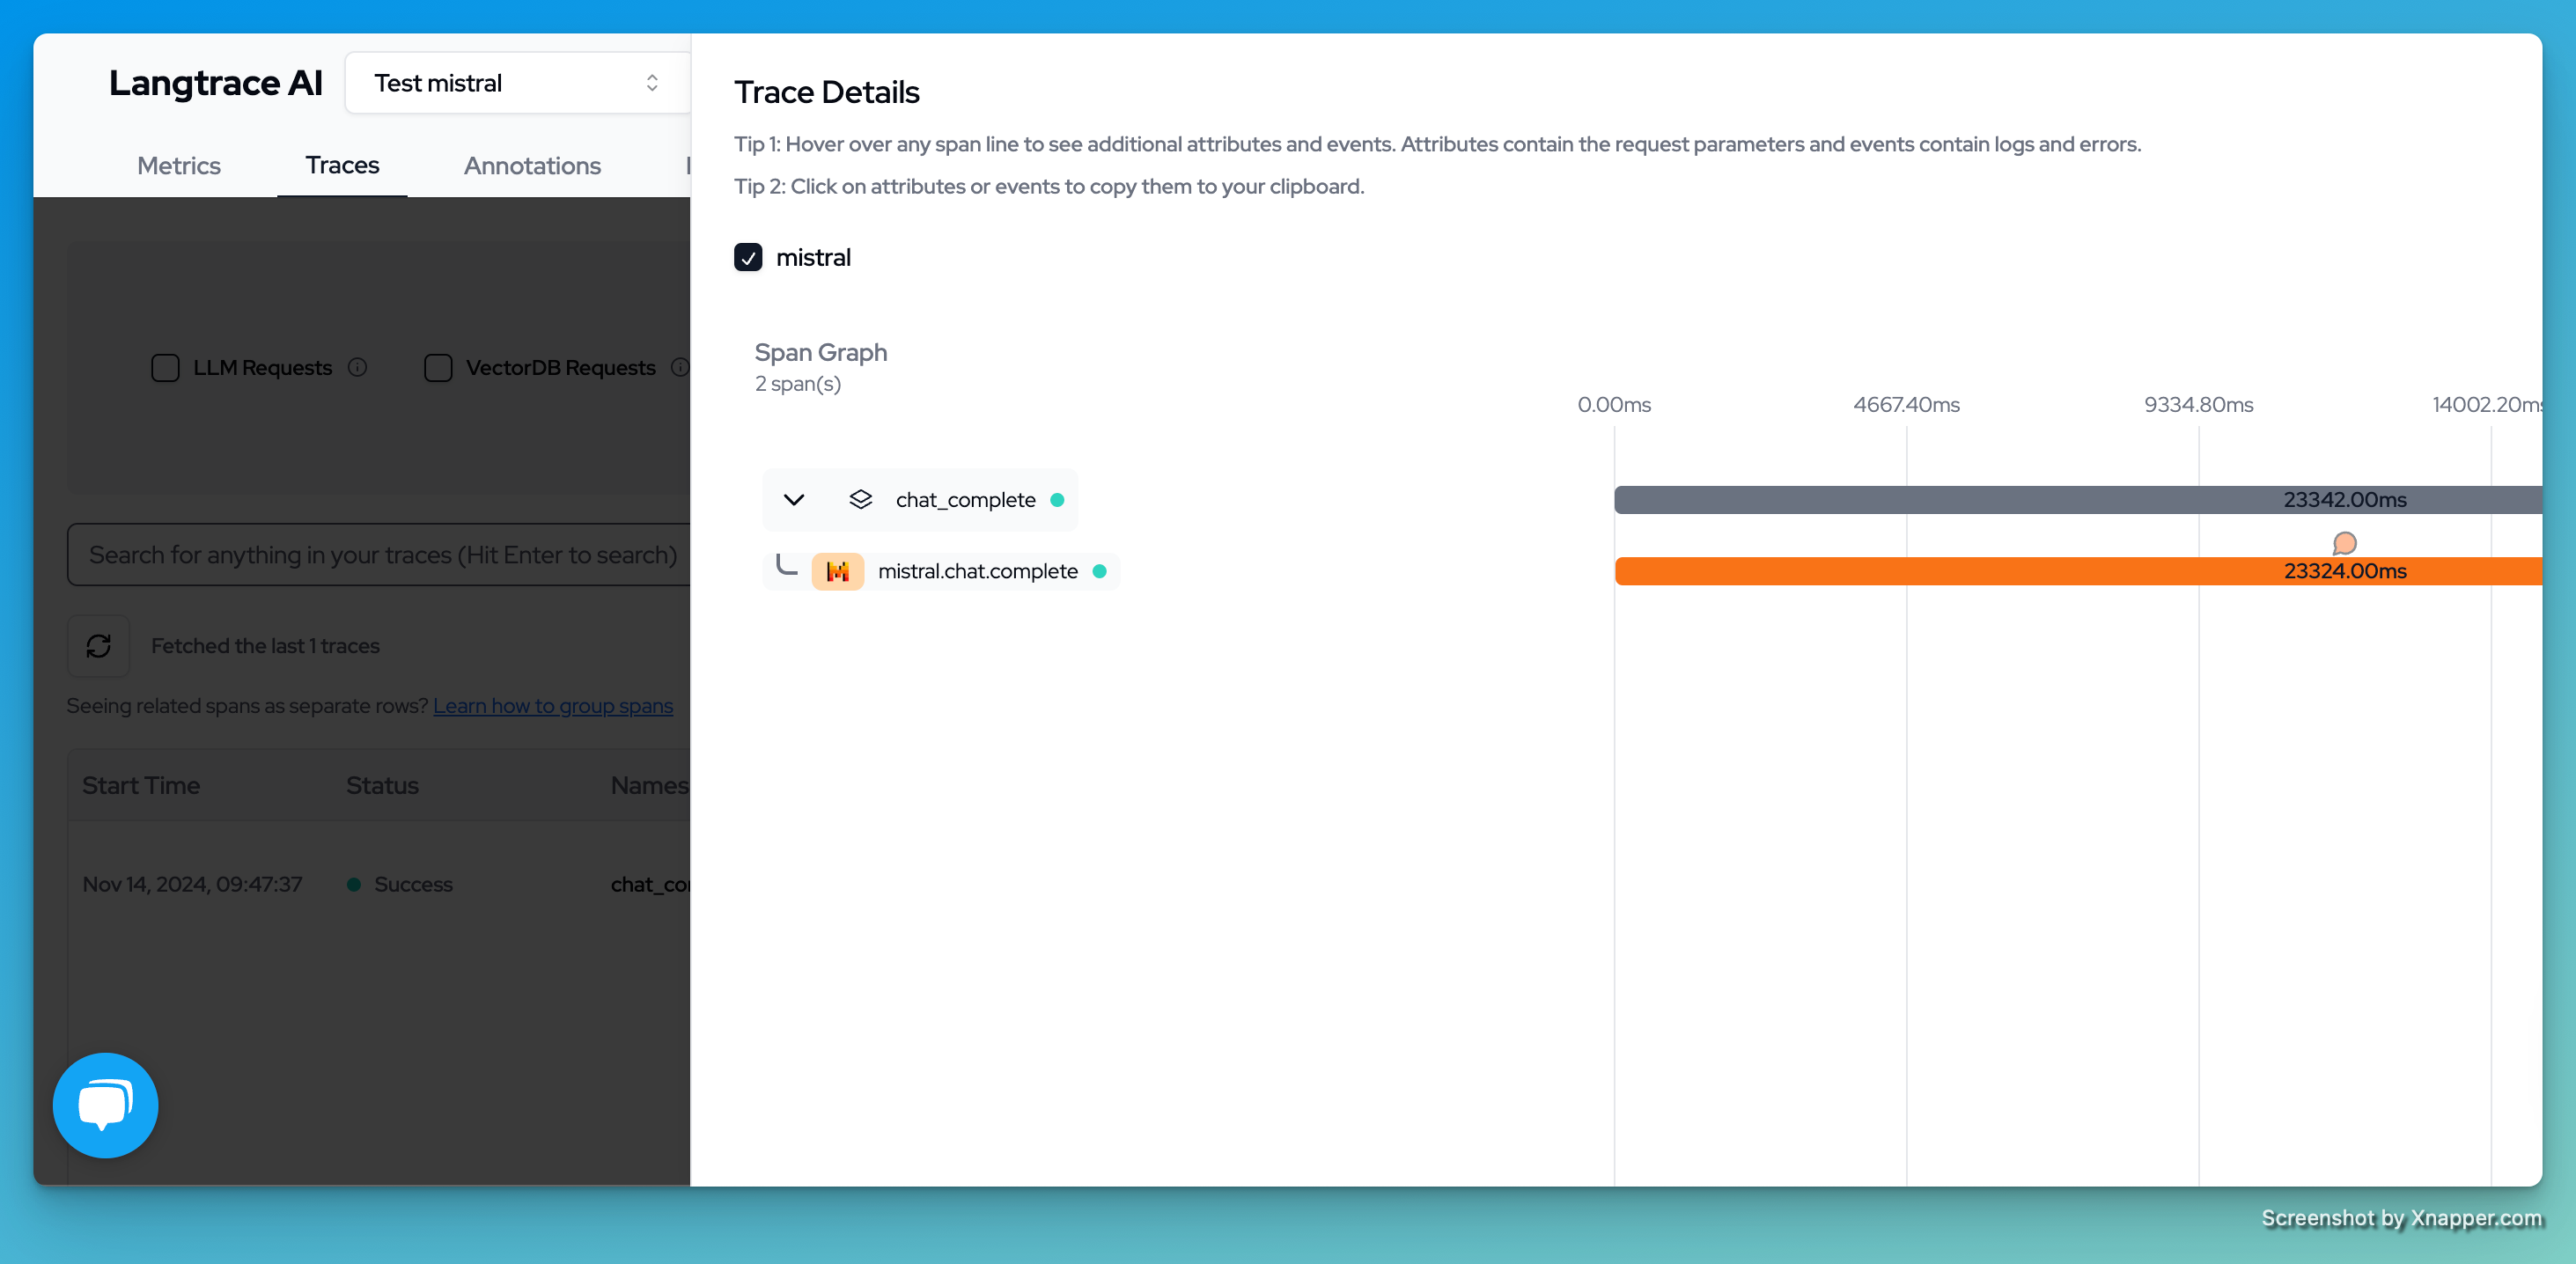 Langtrace AI
Test mistral
Metrics
Traces
Annotations
LLM Requests
VectorDB Requests
Search for anything in your traces (Hit Enter to search)
Fetched the last 1 traces
Seeing related spans as separate rows? Learn how to group spans
Start Time
Status
Names
Nov 14, 2024, 09:47:37
Success
chat_co
Trace Details
Tip 1: Hover over any span line to see additional attributes and events. Attributes contain the request parameters and events contain logs and errors.
Tip 2: Click on attributes or events to copy them to your clipboard.
mistral
Span Graph
2 span(s)
0.00ms
4667.40ms
9334.80ms
14002.20ms
chat_complete
23342.00ms
mistral.chat.complete
23324.00ms
Screenshot by Xnapper.com